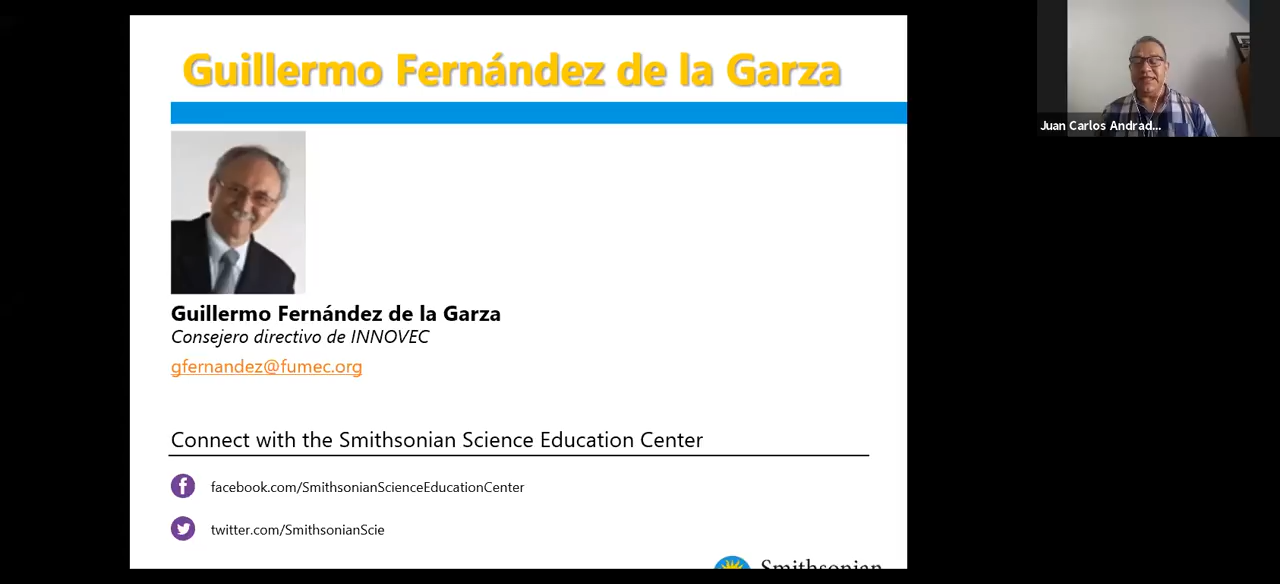 Guillermo Fernández de la Garza
Juan Carlos Andrad...
Guillermo Fernández de la Garza
Consejero directivo de INNOVEC
gfernandez@fumec.org
Connect with the Smithsonian Science Education Center
facebook.com/SmithsonianScienceEducationCenter
twitter.com/SmithsonianScie
Smithsonian